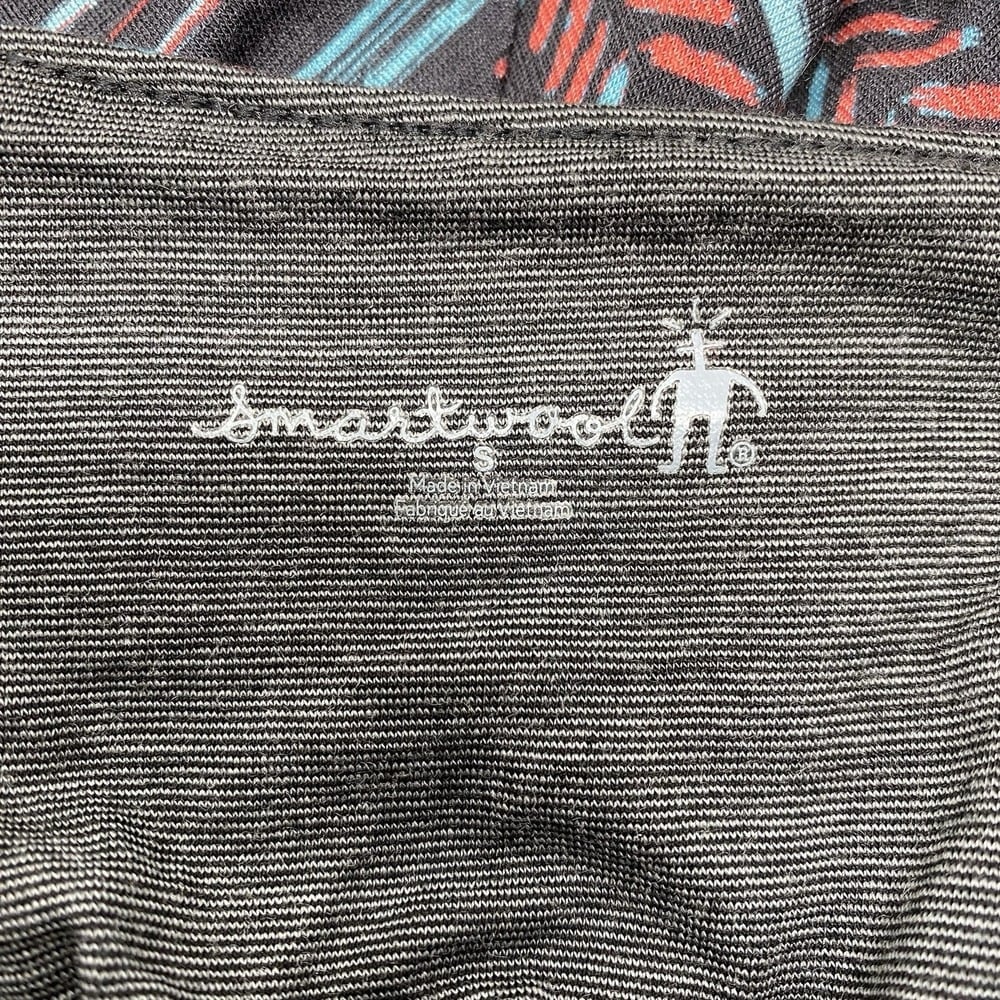 smartwool®
S
Made in Vietnam
Fabriqué au Vietnam